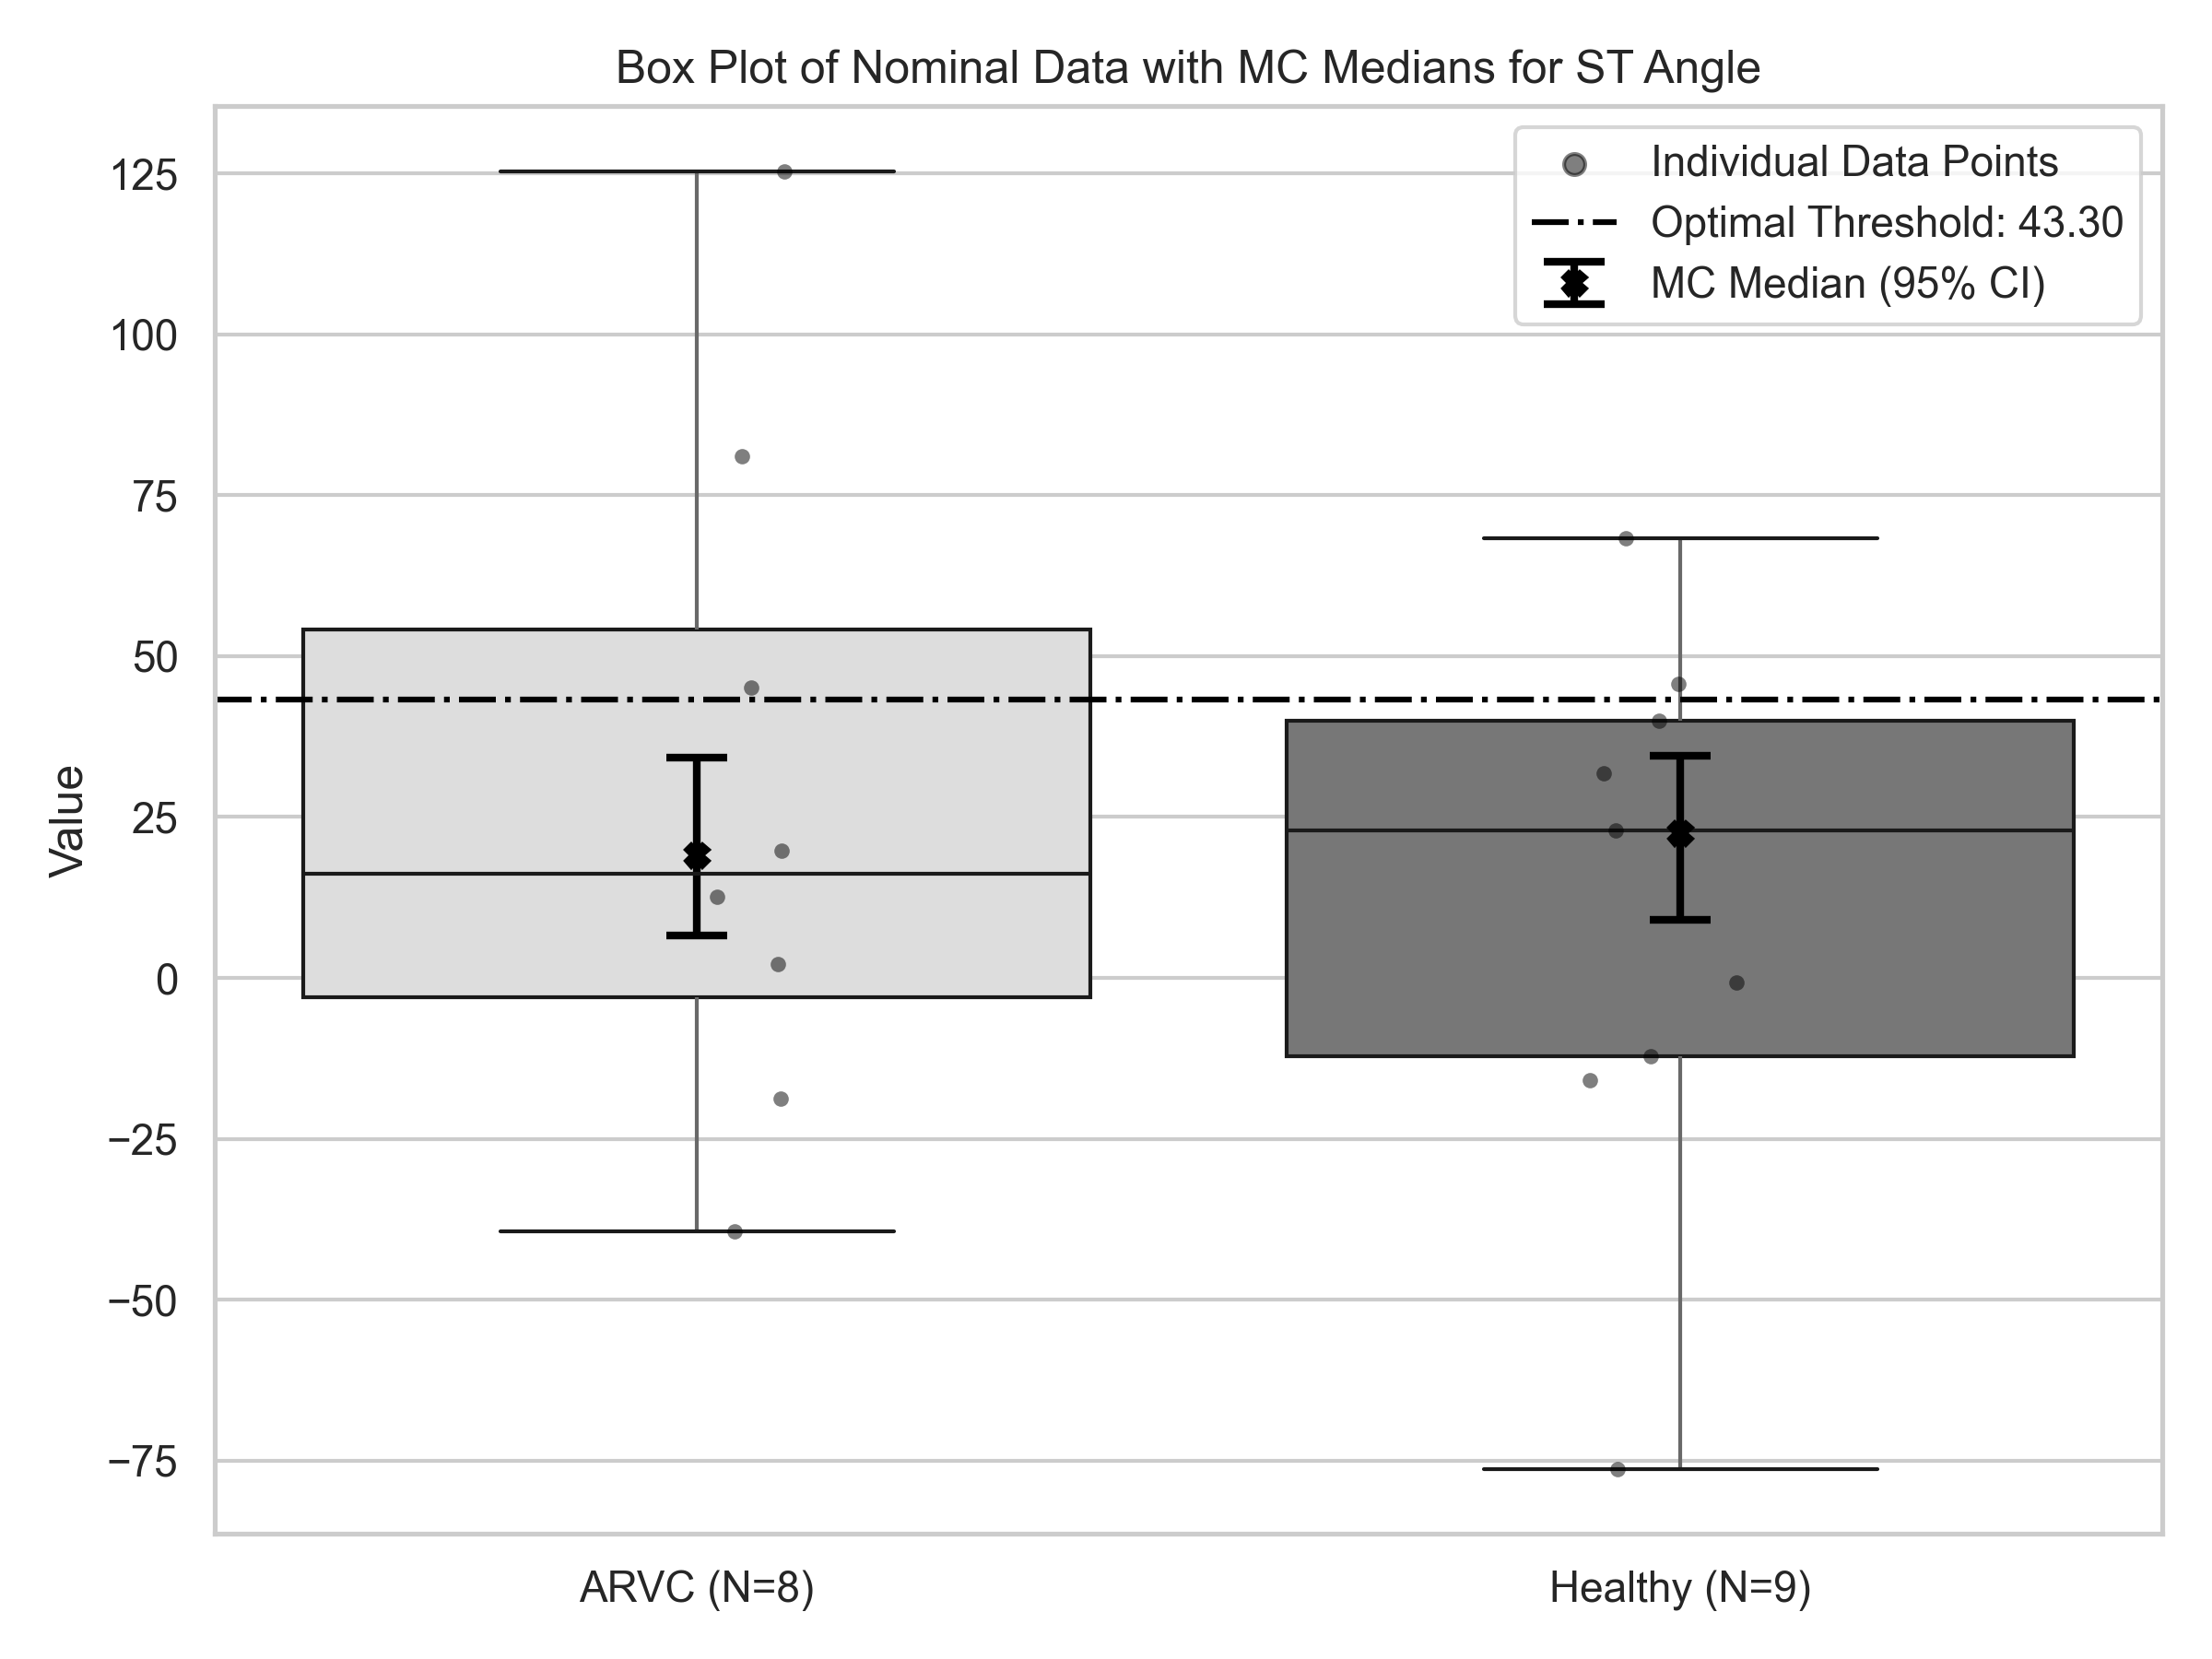 Box Plot of Nominal Data with MC Medians for ST Angle
Individual Data Points
Optimal Threshold: 43.30
MC Median (95% CI)
Value
125
100
75
50
25
0
−25
−50
−75
ARVC (N=8)
Healthy (N=9)